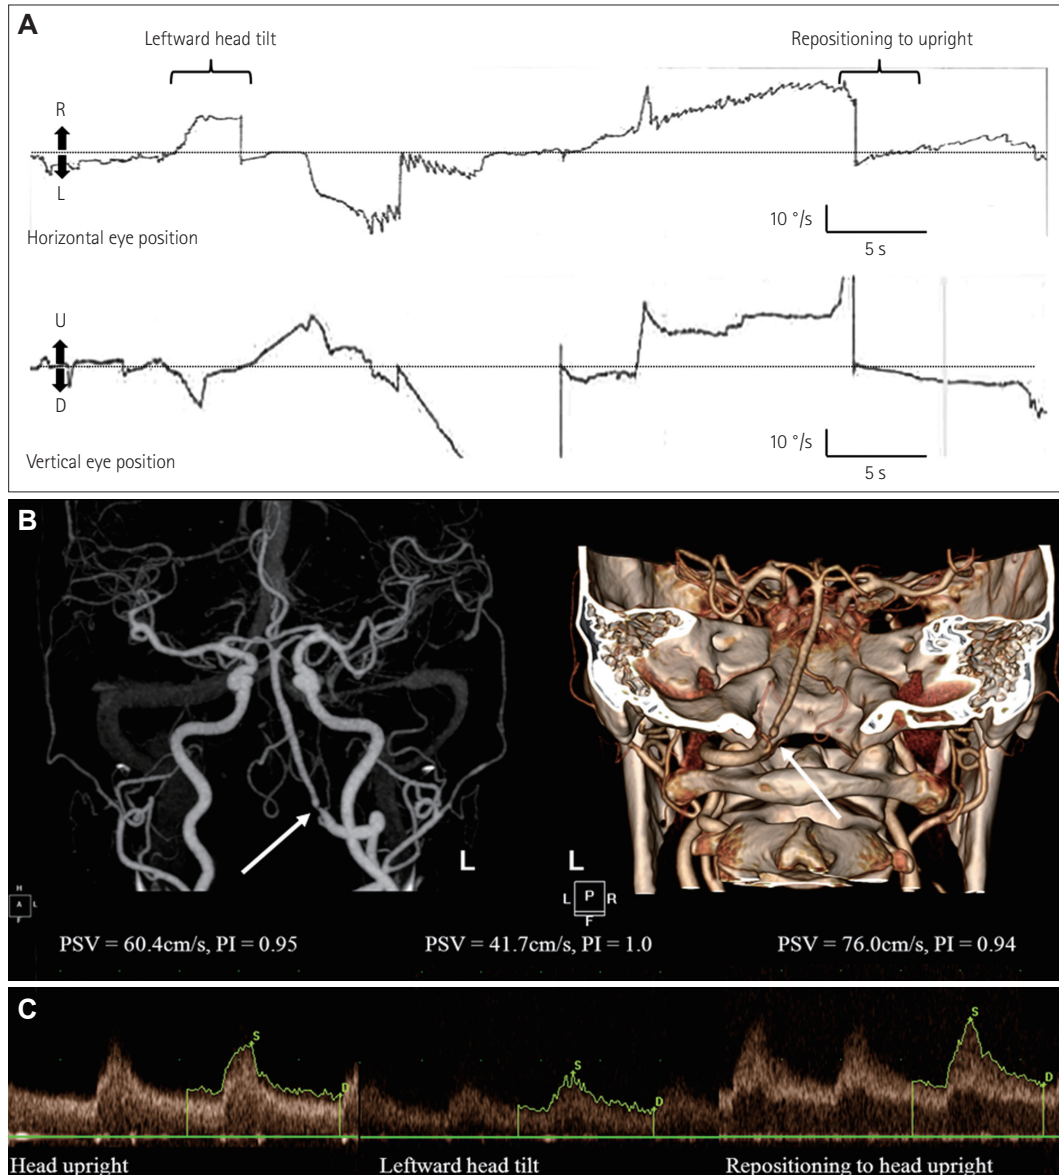 A
Leftward head tilt
Repositioning to upright
R
L
10 °/s
5 s
Horizontal eye position
U
D
10 °/s
5 s
Vertical eye position
B
L
L
H
A L
F
L P R
F
PSV = 60.4cm/s, PI = 0.95
PSV = 41.7cm/s, PI = 1.0
PSV = 76.0cm/s, PI = 0.94
C
S
D
S
D
S
D
Head upright
Leftward head tilt
Repositioning to head upright